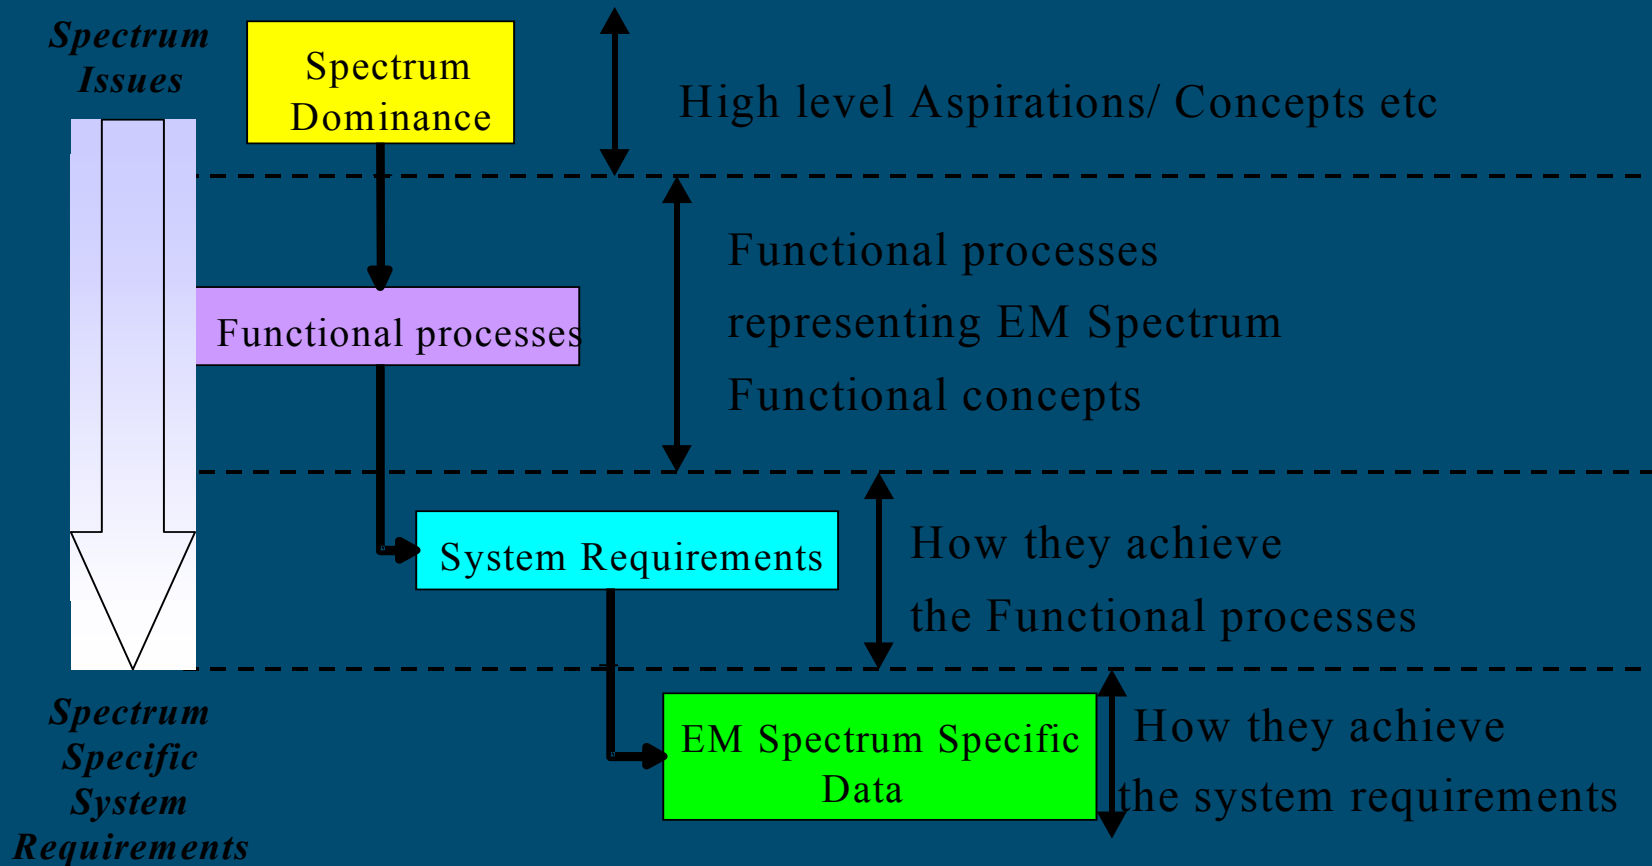 Spectrum
Issues
Spectrum
Dominance
High level Aspirations/ Concepts etc
Functional processes
Functional processes
representing EM Spectrum
Functional concepts
System Requirements
How they achieve
the Functional processes
EM Spectrum Specific
Data
How they achieve
the system requirements
Spectrum
Specific
System
Requirements